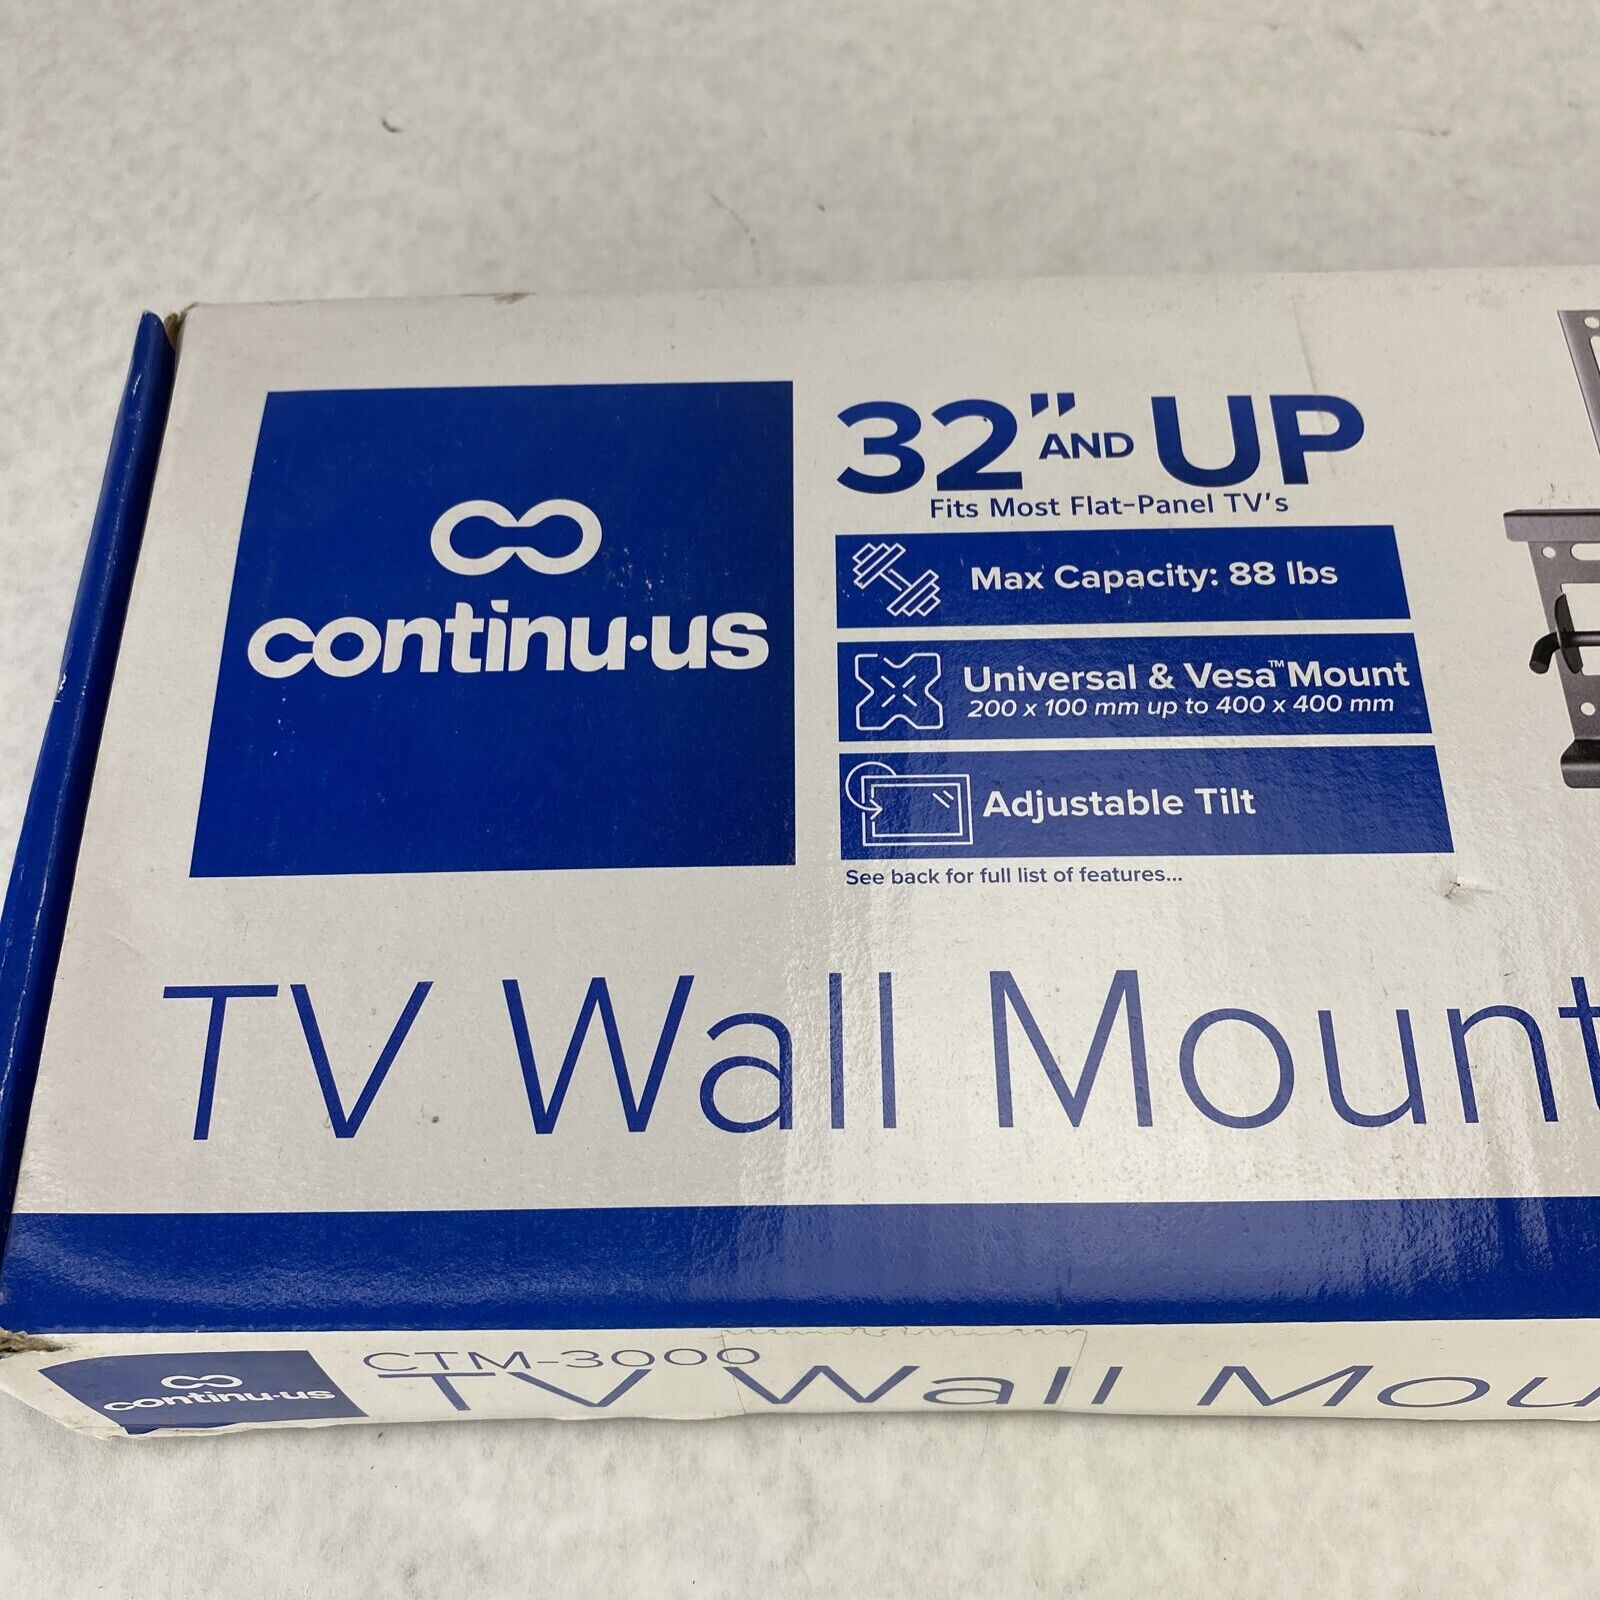 continu·us
32" AND UP
Fits Most Flat-Panel TV's
Max Capacity: 88 lbs
Universal & Vesa™ Mount
200 x 100 mm up to 400 x 400 mm
Adjustable Tilt
See back for full list of features...
TV Wall Mount
continu·us
CTM-3000
TV Wall Mou